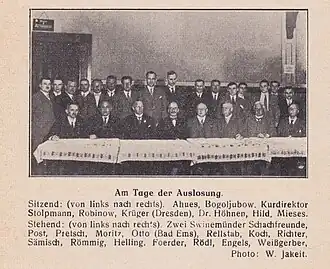 Am Tage der Auslosung.
Sitzend: (von links nach rechts). Ahues, Bogoljubow, Kurdirektor
Stolpmann, Robinow, Krüger (Dresden), Dr. Höhnen, Hild, Mieses.
Stehend: (von links nach rechts). Zwei Swinemünder Schachfreunde,
Post, Pretsch, Moritz, Otto (Bad Ems), Rellstab, Koch, Richter,
Sämisch, Römmig, Helling, Foerder, Rödl, Engels, Weißgerber,
Photo: W. Jakeit.